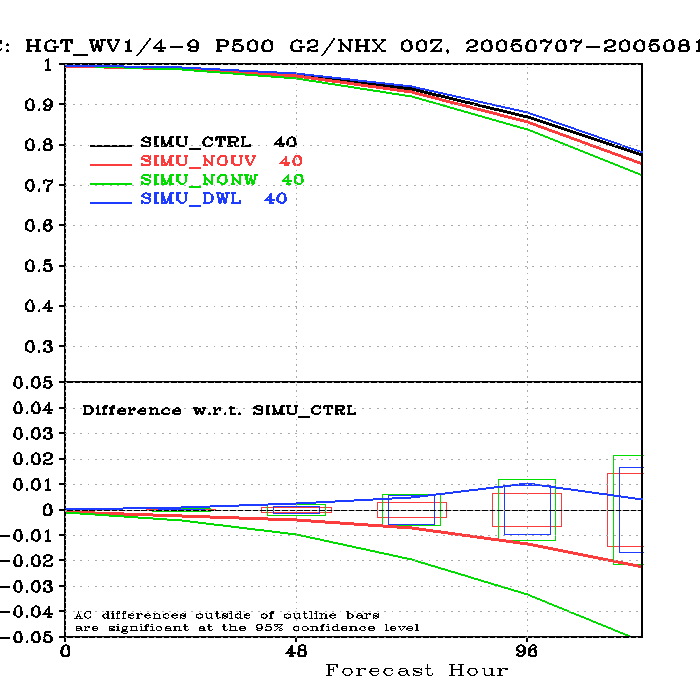 C: HGT_WV1/4-9 P500 G2/NHX 00Z, 20050707-2005081
1
0.9
0.8
0.7
0.6
0.5
0.4
0.3
SIMU_CTRL 40
SIMU_NOUV 40
SIMU_NONW 40
SIMU_DWL 40
0.05
0.04
0.03
0.02
0.01
0
-0.01
-0.02
-0.03
-0.04
-0.05
Difference w.r.t. SIMU_CTRL
AC differences outside of outline bars
are significant at the 95% confidence level
0 48 96
Forecast Hour